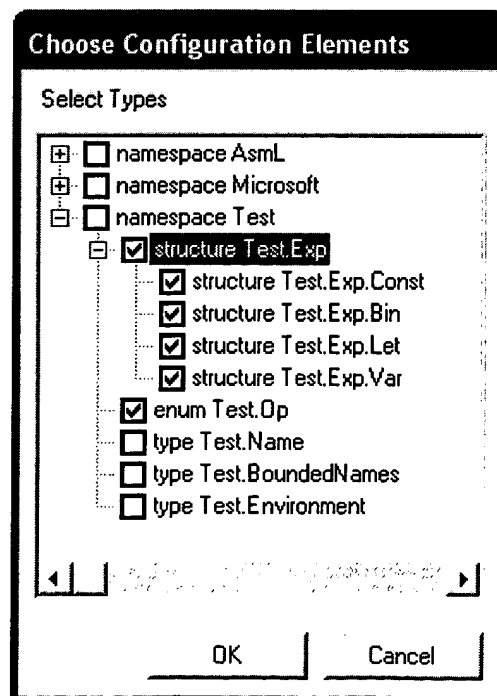 Choose Configuration Elements
Select Types
namespace AsmL
namespace Microsoft
namespace Test
structure Test.Exp
structure Test.Exp.Const
structure Test.Exp.Bin
structure Test.Exp.Let
structure Test.Exp.Var
enum Test.Op
type Test.Name
type Test.BoundedNames
type Test.Environment
OK Cancel